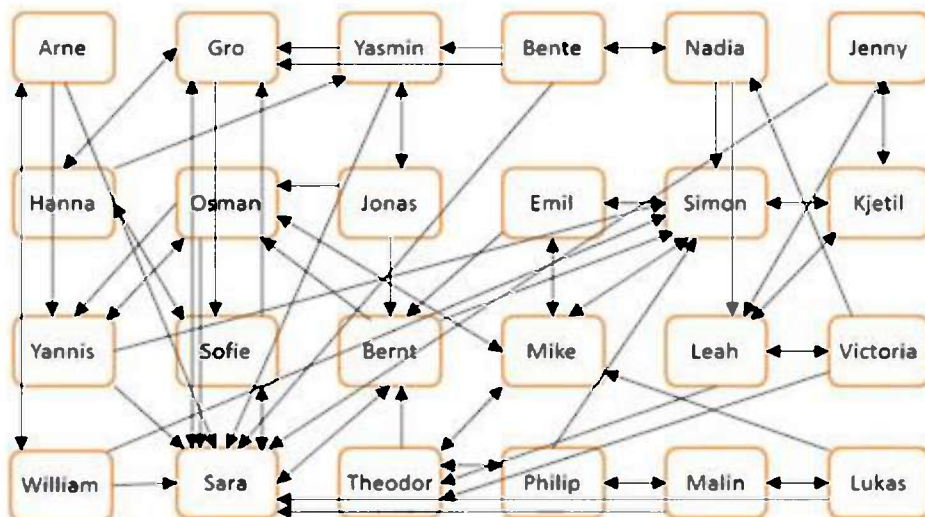 Arne Gro Yasmin Bente Nadia Jenny
Hanna Osman Jonas Emil Simon Kjetil
Yannis Sofie Bernt Mike Leah Victoria
William Sara Theodor Philip Malin Lukas